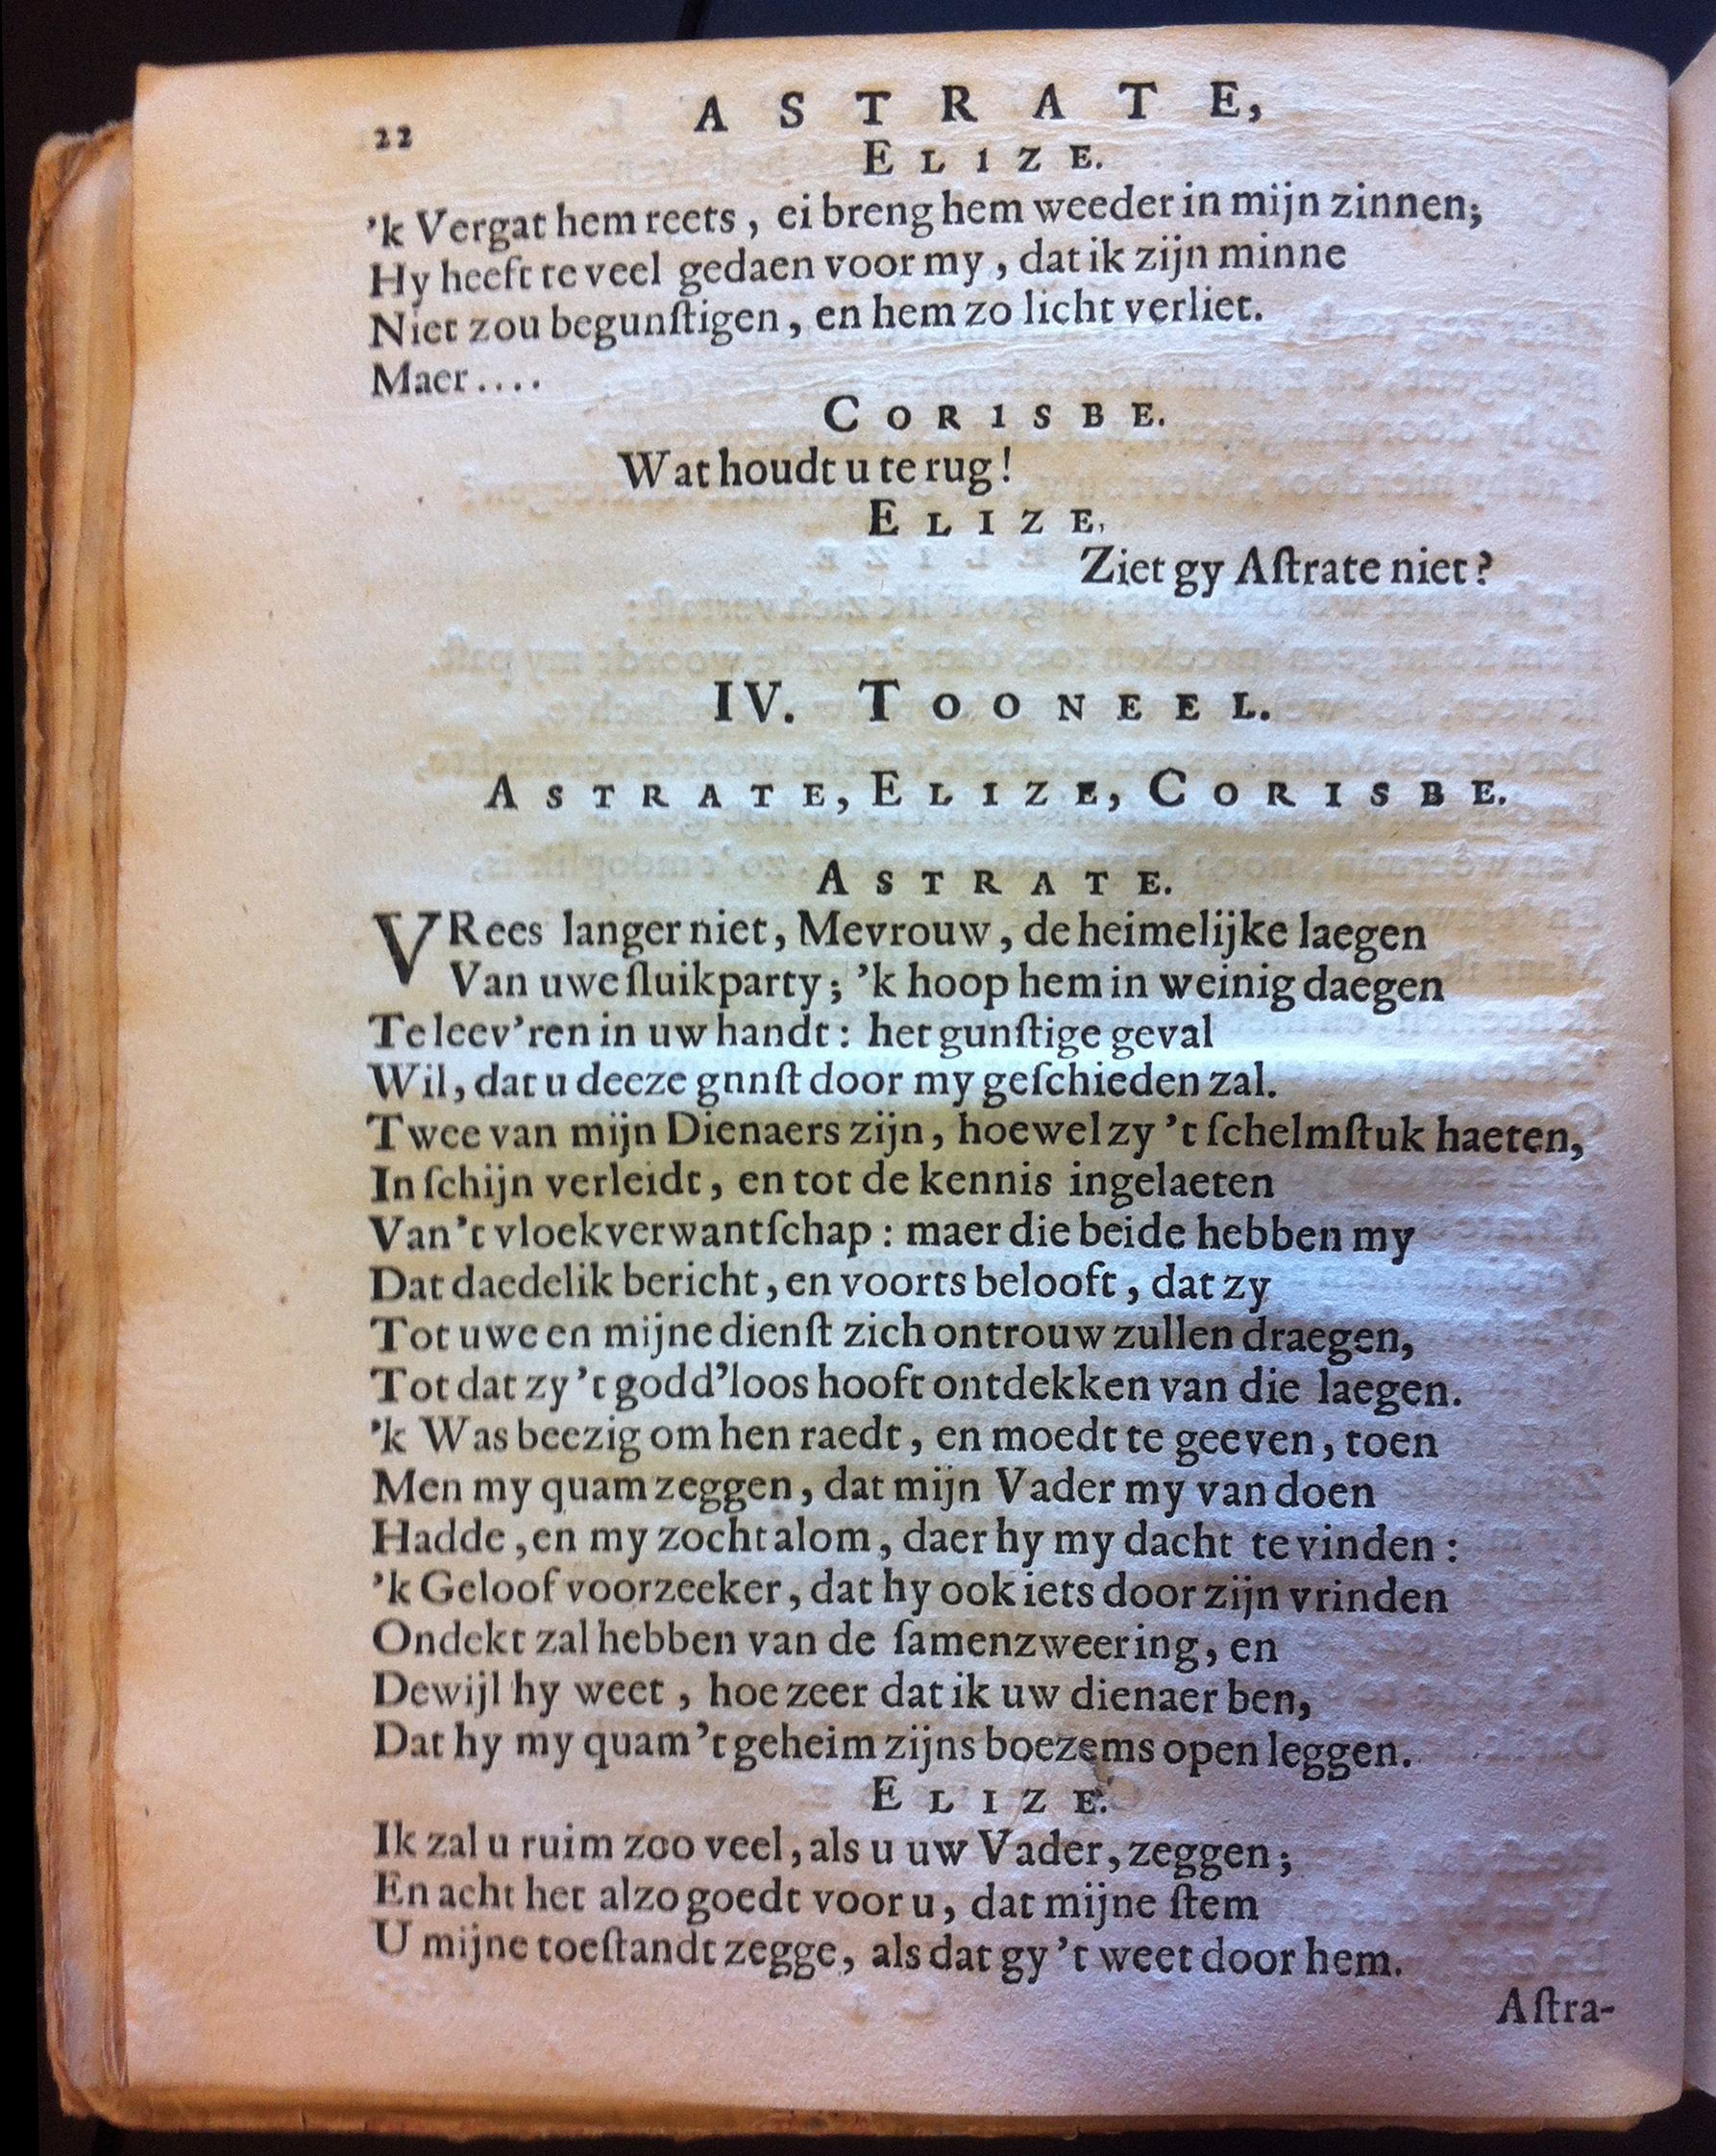 22 ASTRATE,
ELIZE.
'k Vergat hem reets, ei breng hem weeder in mijn zinnen;
Hy heeft te veel gedaen voor my, dat ik zijn minne
Niet zou begunſtigen, en hem zo licht verliet.
Maer....
CORISBE.
Wat houdt u te rug!
ELIZE,
Ziet gy Aſtrate niet?
IV. TOONEEL.
ASTRATE, ELIZE, CORISBE.
ASTRATE.
VRees langer niet, Mevrouw, de heimelijke laegen
Van uwe ſluikparty; 'k hoop hem in weinig daegen
Te leev'ren in uw handt: het gunſtige geval
Wil, dat u deeze gnnſt door my geſchieden zal.
Twee van mijn Dienaers zijn, hoewel zy 't ſchelmſtuk haeten,
In ſchijn verleidt, en tot de kennis ingelaeten
Van 't vloekverwantſchap: maer die beide hebben my
Dat daedelik bericht, en voorts belooft, dat zy
Tot uwe en mijne dienſt zich ontrouw zullen draegen,
Tot dat zy 't godd'loos hooft ontdekken van die laegen.
'k Was beezig om hen raedt, en moedt te geeven, toen
Men my quam zeggen, dat mijn Vader my van doen
Hadde, en my zocht alom, daer hy my dacht te vinden:
'k Geloof voorzeeker, dat hy ook iets door zijn vrinden
Ondekt zal hebben van de ſamenzweering, en
Dewijl hy weet, hoe zeer dat ik uw dienaer ben,
Dat hy my quam 't geheim zijns boezems open leggen.
ELIZE.
Ik zal u ruim zoo veel, als u uw Vader, zeggen;
En acht het alzo goedt voor u, dat mijne ſtem
U mijne toeſtandt zegge, als dat gy 't weet door hem.
Aſtra-